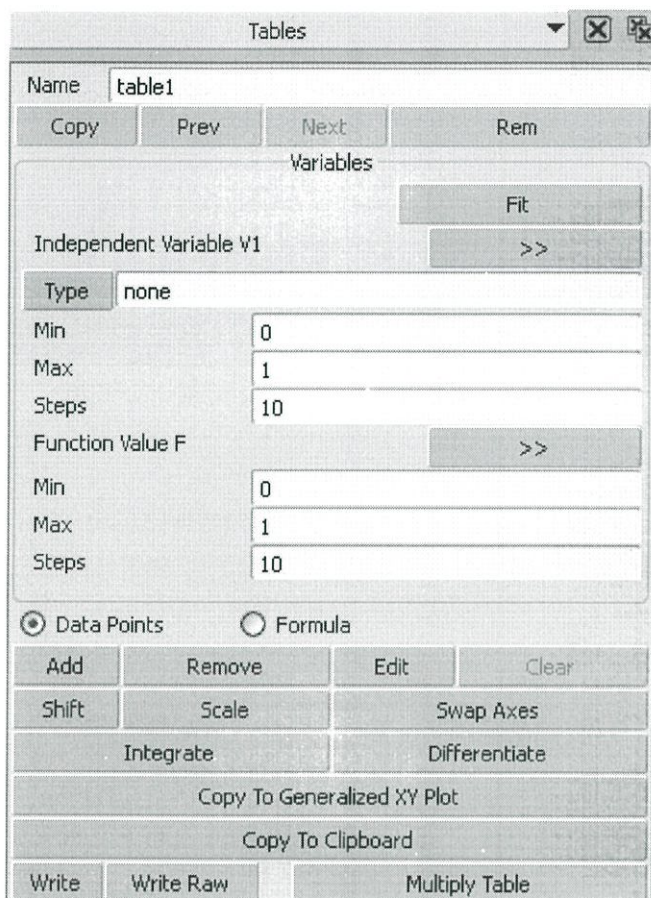 Tables
Name table1
Copy Prev Next Rem
Variables
Fit
Independent Variable V1 >>
Type none
Min 0
Max 1
Steps 10
Function Value F >>
Min 0
Max 1
Steps 10
Data Points Formula
Add Remove Edit Clear
Shift Scale Swap Axes
Integrate Differentiate
Copy To Generalized XY Plot
Copy To Clipboard
Write Write Raw Multiply Table